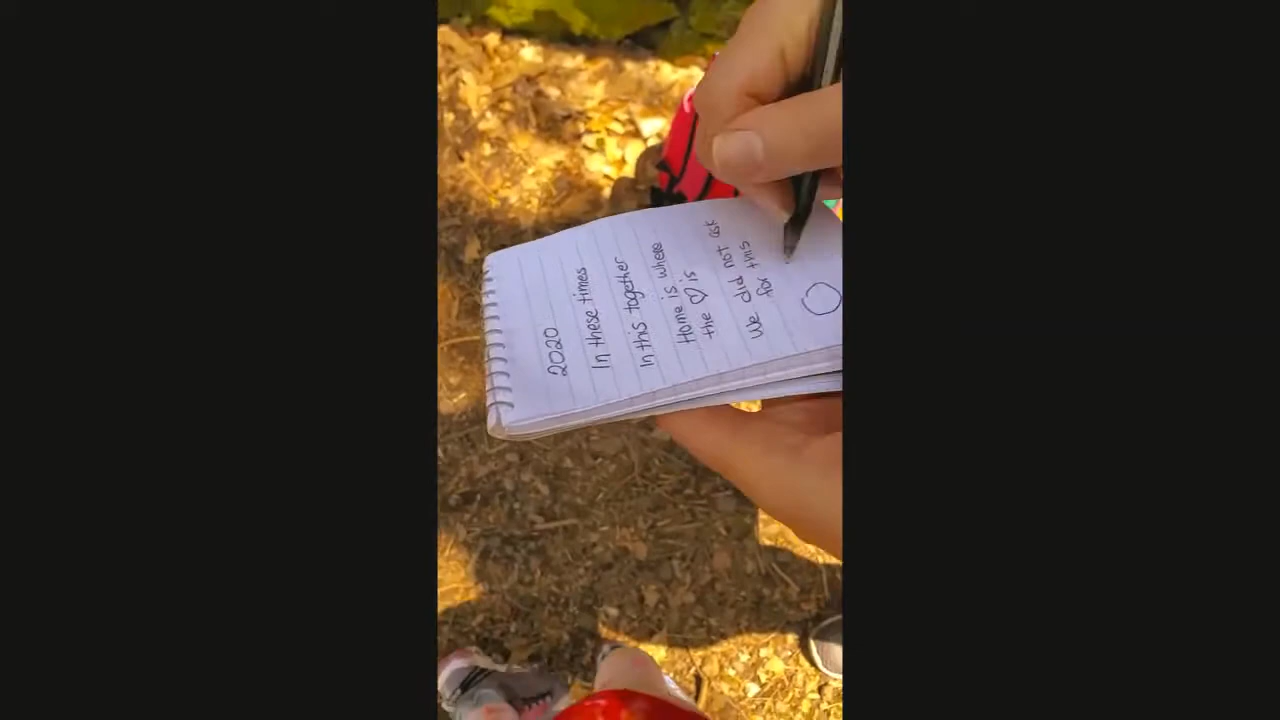 2020
In these times
In this together
Home is where
the ♡ is
We did not ask
for this